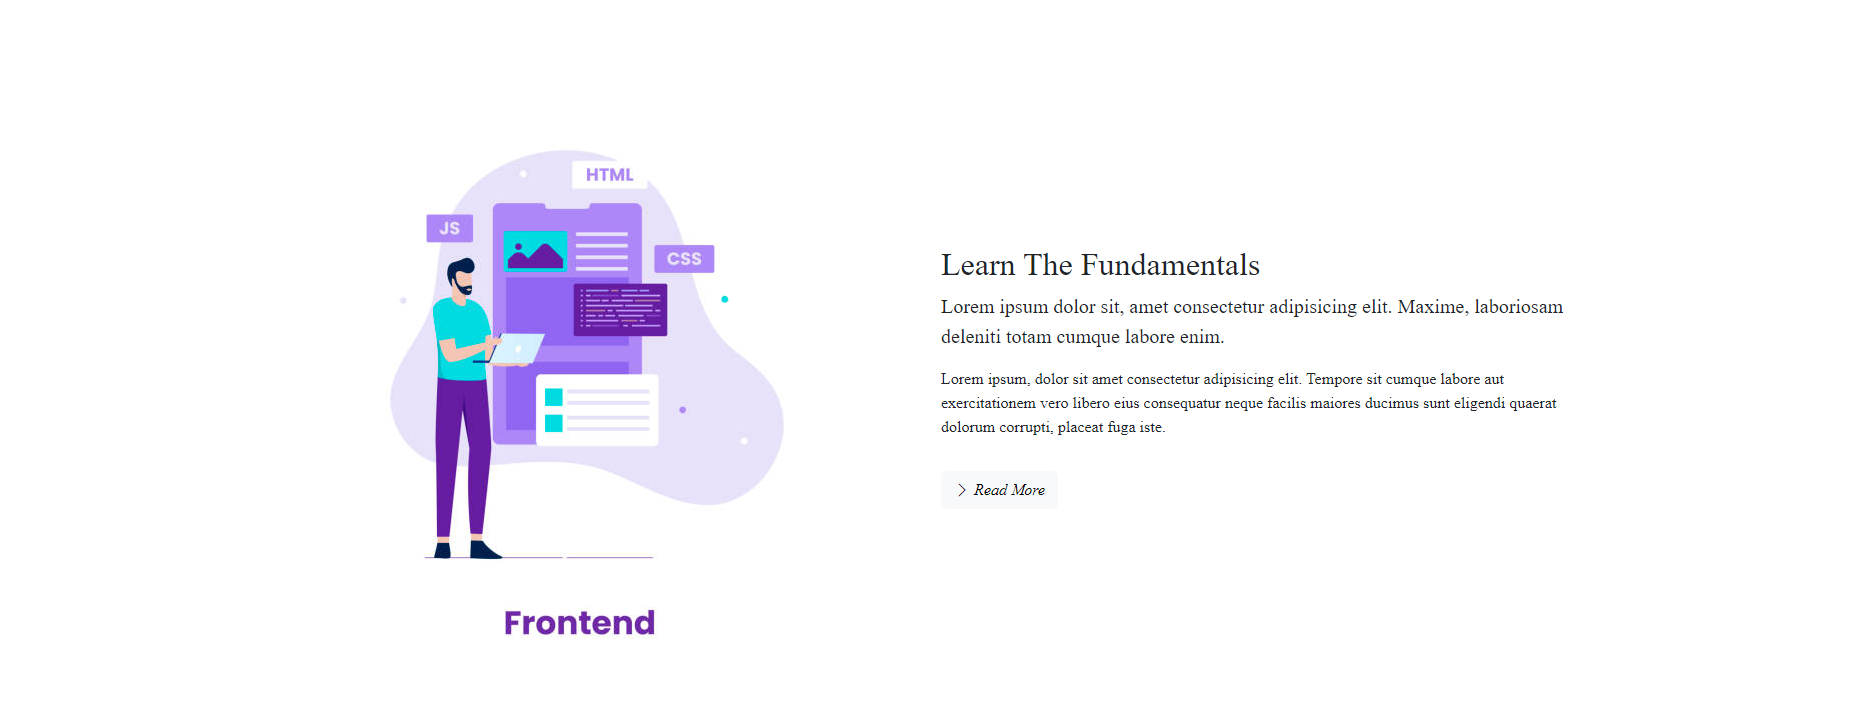 HTML
JS
CSS
Frontend
Learn The Fundamentals
Lorem ipsum dolor sit, amet consectetur adipisicing elit. Maxime, laboriosam
deleniti totam cumque labore enim.
Lorem ipsum, dolor sit amet consectetur adipisicing elit. Tempore sit cumque labore aut
exercitationem vero libero eius consequatur neque facilis maiores ducimus sunt eligendi quaerat
dolorum corrupti, placeat fuga iste.
Read More